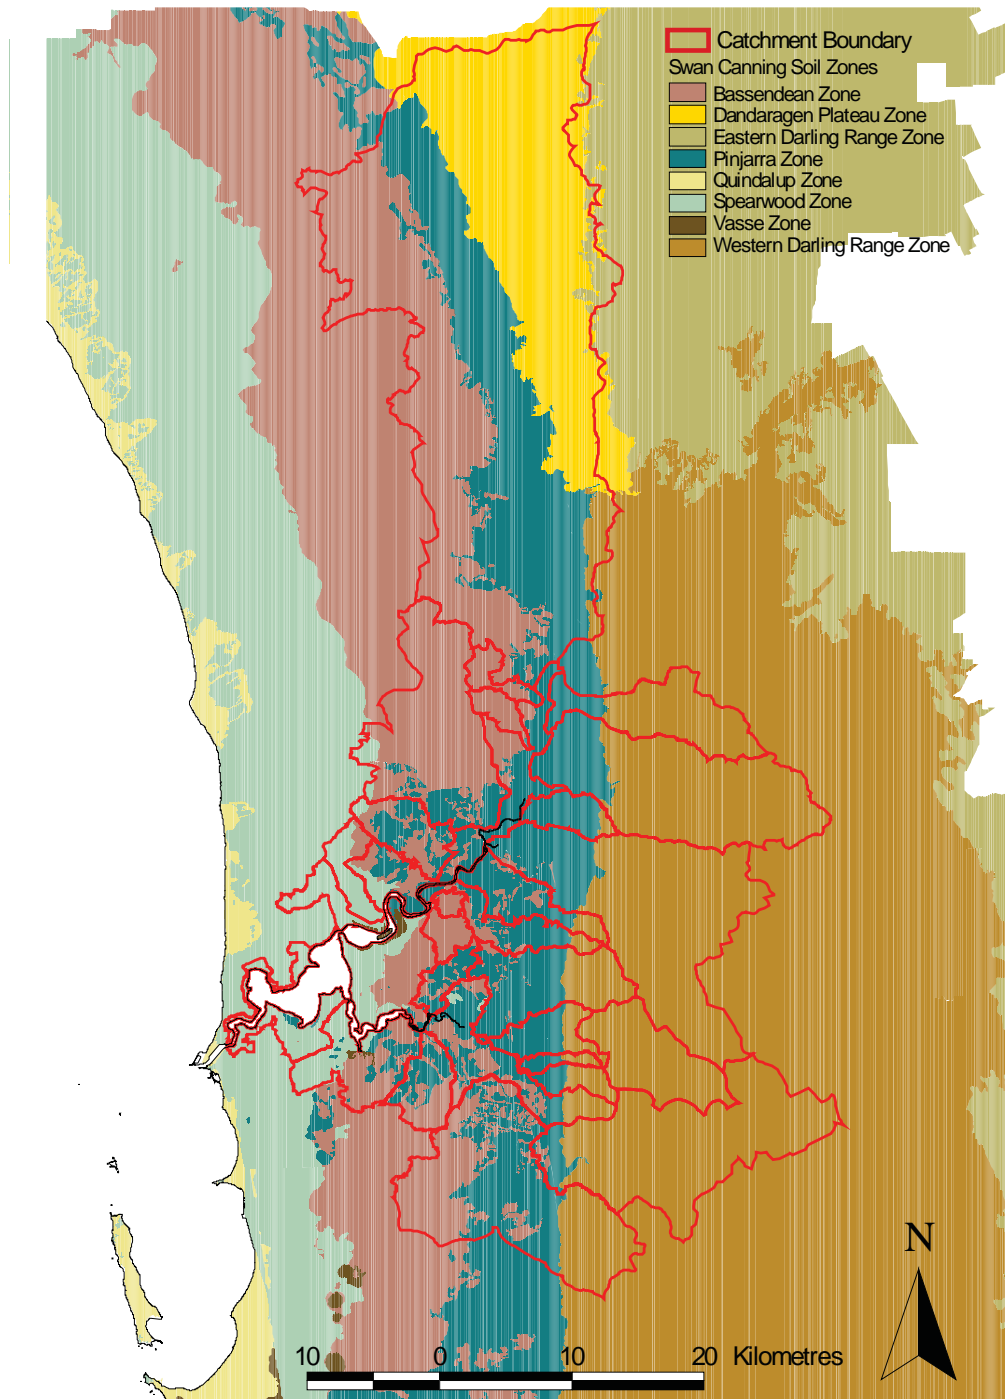 Catchment Boundary
Swan Canning Soil Zones
Bassendean Zone
Dandaragen Plateau Zone
Eastern Darling Range Zone
Pinjarra Zone
Quindalup Zone
Spearwood Zone
Vasse Zone
Western Darling Range Zone
N
10 0 10 20 Kilometres